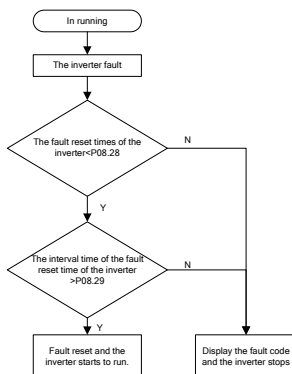 In running
The inverter fault
The fault reset times of the
inverter<P08.28
N
Y
The interval time of the fault
reset time of the inverter
>P08.29
N
Y
Fault reset and the
inverter starts to run.
Display the fault code
and the inverter stops